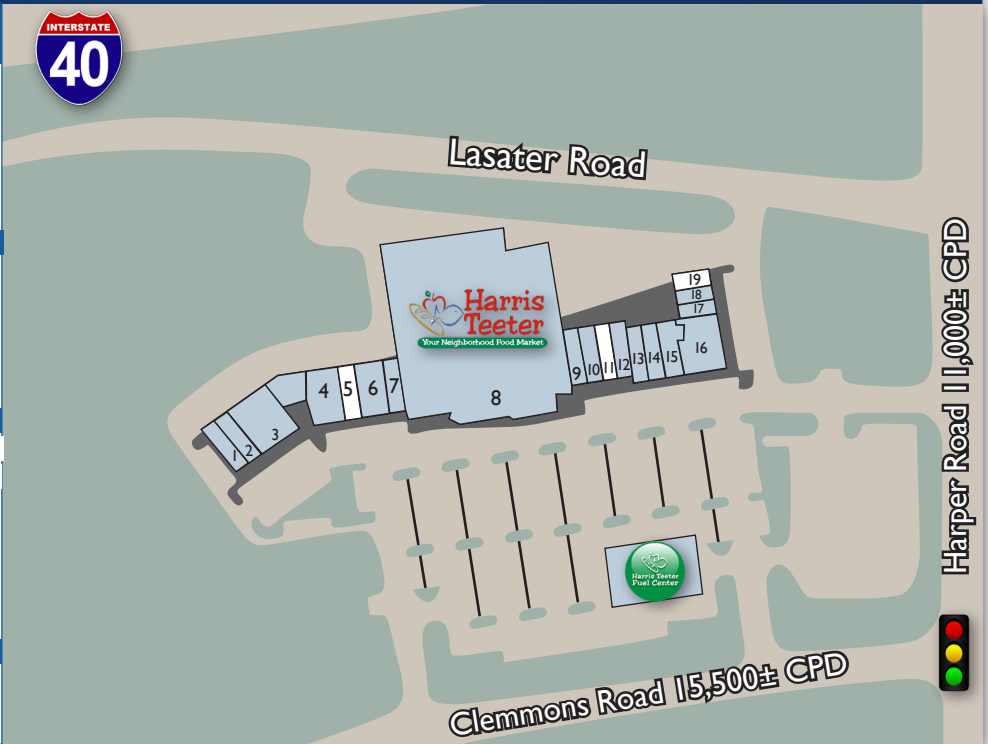 INTERSTATE
40
Lasater Road
Harris
Teeter
Your Neighborhood Food Market
19
18
17
16
15
14
13
12
11
10
9
8
7
6
5
4
3
2
1
Harris Teeter
Fuel Center
Harper Road 11,000± CPD
Clemmons Road 15,500± CPD